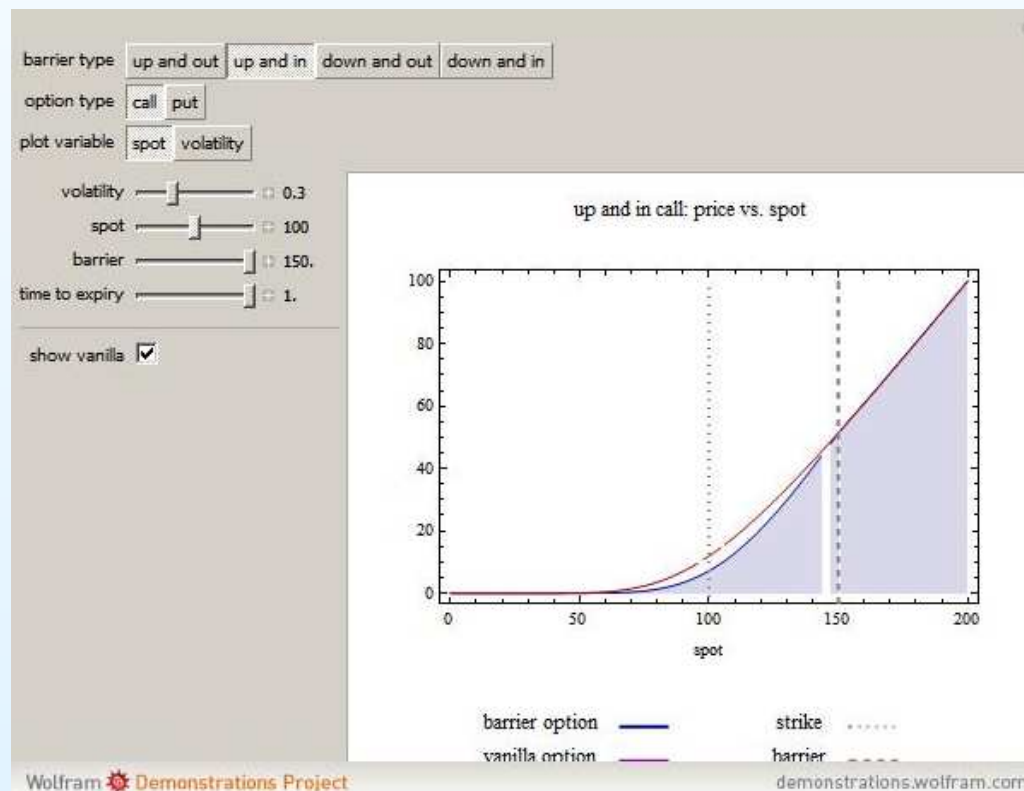 barrier type up and out up and in down and out down and in
option type call put
plot variable spot volatility
volatility 0.3
spot 100
barrier 150.
time to expiry 1.
show vanilla
up and in call: price vs. spot
100
80
60
40
20
0
0 50 100 150 200
spot
barrier option strike
vanilla option barrier
Wolfram Demonstrations Project demonstrations.wolfram.com